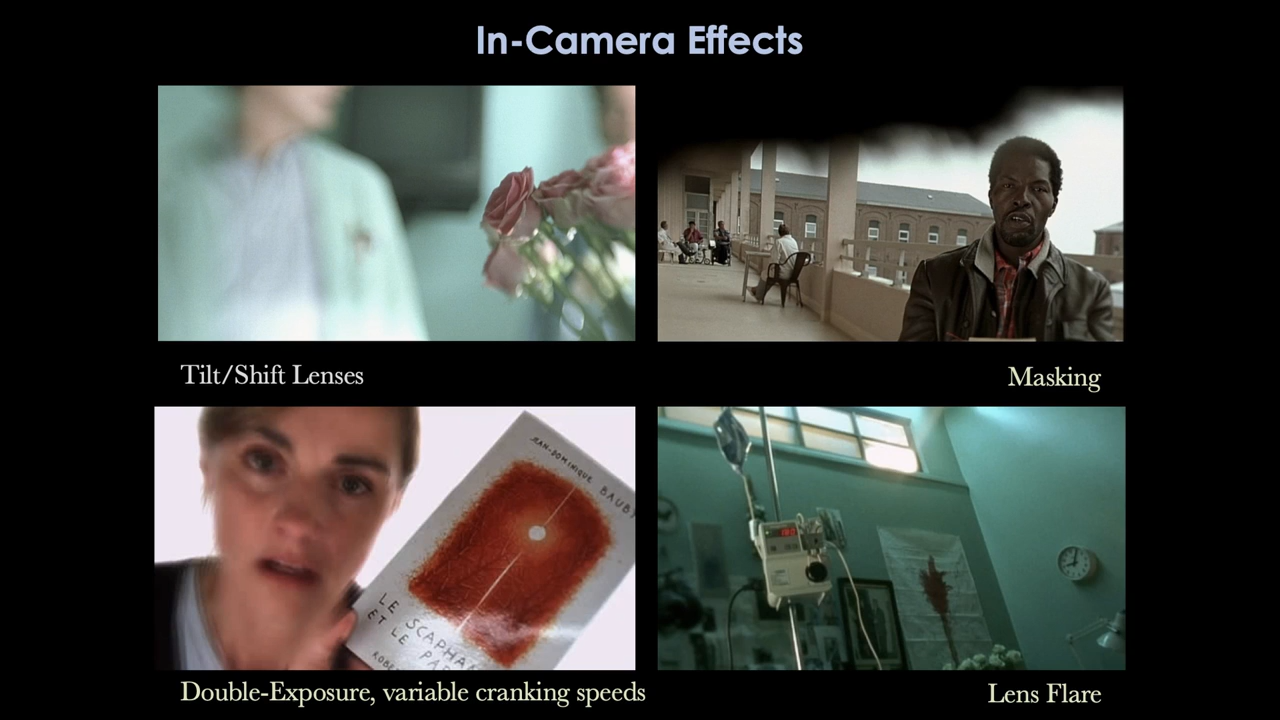 In-Camera Effects
Tilt/Shift Lenses
Masking
JEAN-DOMINIQUE BAUBY
LE SCAPHAN
ET LE PA
Double-Exposure, variable cranking speeds
Lens Flare